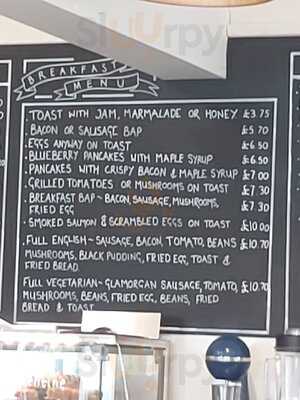 Sluurpy
BREAKFAST
MENU
· TOAST WITH JAM, MARMALADE OR HONEY £3.75
· BACON OR SAUSAGE BAP £5.70
· EGGS ANYWAY ON TOAST £6.50
· BLUEBERRY PANCAKES WITH MAPLE SYRUP £6.50
· PANCAKES WITH CRISPY BACON & MAPLE SYRUP £7.00
· GRILLED TOMATOES OR MUSHROOMS ON TOAST £7.30
· BREAKFAST BAP ~ BACON, SAUSAGE, MUSHROOMS, £7.30
FRIED EGG
· SMOKED SALMON & SCRAMBLED EGGS ON TOAST £10.00
· FULL ENGLISH ~ SAUSAGE, BACON, TOMATO, BEANS £10.70
MUSHROOMS, BLACK PUDDING, FRIED EGG, TOAST &
FRIED BREAD
FULL VEGETARIAN ~ GLAMORGAN SAUSAGE, TOMATO, £10.70
MUSHROOMS, BEANS, FRIED EGG, BEANS, FRIED
BREAD & TOAST